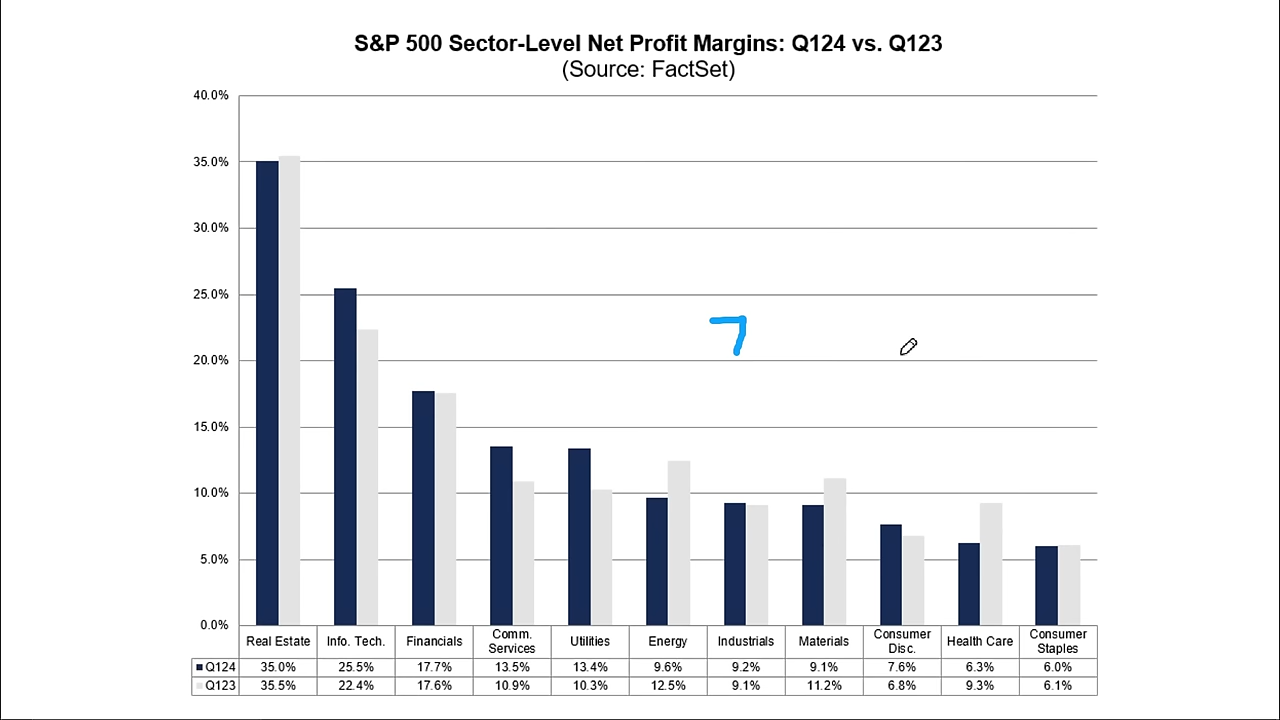 S&P 500 Sector-Level Net Profit Margins: Q124 vs. Q123
(Source: FactSet)
40.0%
35.0%
30.0%
25.0%
20.0%
15.0%
10.0%
5.0%
0.0%
7
Real Estate Info. Tech. Financials Comm. Services Utilities Energy Industrials Materials Consumer Disc. Health Care Consumer Staples
Q124 35.0% 25.5% 17.7% 13.5% 13.4% 9.6% 9.2% 9.1% 7.6% 6.3% 6.0%
Q123 35.5% 22.4% 17.6% 10.9% 10.3% 12.5% 9.1% 11.2% 6.8% 9.3% 6.1%